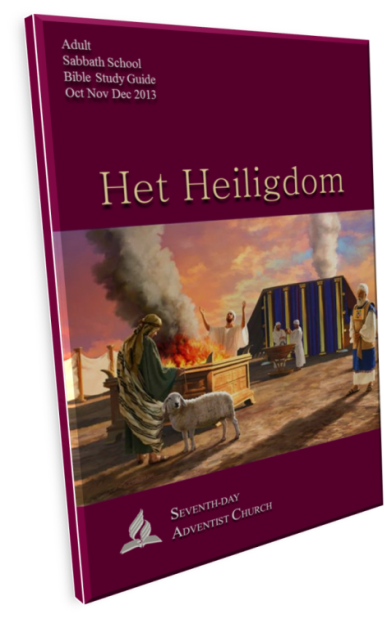 Adult
Sabbath School
Bible Study Guide
Oct Nov Dec 2013
Het Heiligdom
SEVENTH-DAY
ADVENTIST CHURCH